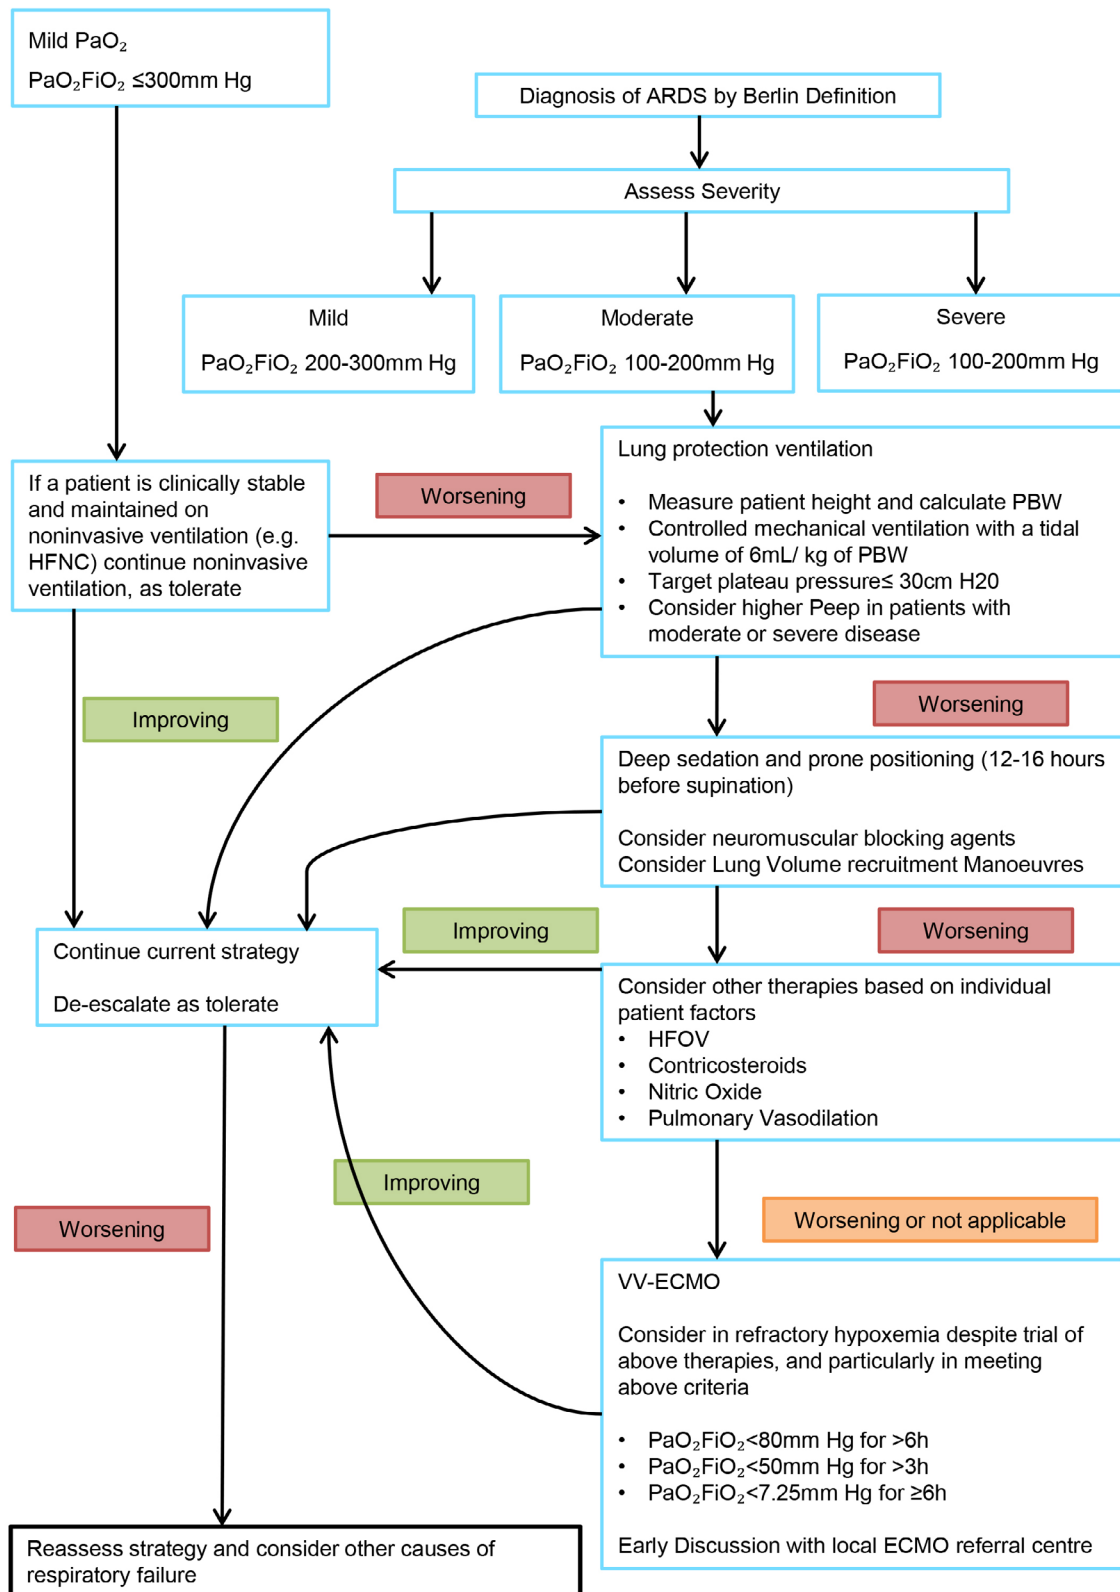 Mild PaO₂
PaO₂FiO₂ ≤300mm Hg
Diagnosis of ARDS by Berlin Definition
Assess Severity
Mild
PaO₂FiO₂ 200-300mm Hg
Moderate
PaO₂FiO₂ 100-200mm Hg
Severe
PaO₂FiO₂ 100-200mm Hg
If a patient is clinically stable
and maintained on
noninvasive ventilation (e.g.
HFNC) continue noninvasive
ventilation, as tolerate
Worsening
Lung protection ventilation
• Measure patient height and calculate PBW
• Controlled mechanical ventilation with a tidal
volume of 6mL/ kg of PBW
• Target plateau pressure≤ 30cm H20
• Consider higher Peep in patients with
moderate or severe disease
Improving
Worsening
Deep sedation and prone positioning (12-16 hours
before supination)
Consider neuromuscular blocking agents
Consider Lung Volume recruitment Manoeuvres
Improving
Worsening
Continue current strategy
De-escalate as tolerate
Consider other therapies based on individual
patient factors
• HFOV
• Contricosteroids
• Nitric Oxide
• Pulmonary Vasodilation
Improving
Worsening
Worsening or not applicable
VV-ECMO
Consider in refractory hypoxemia despite trial of
above therapies, and particularly in meeting
above criteria
• PaO₂FiO₂<80mm Hg for >6h
• PaO₂FiO₂<50mm Hg for >3h
• PaO₂FiO₂<7.25mm Hg for ≥6h
Early Discussion with local ECMO referral centre
Reassess strategy and consider other causes of
respiratory failure